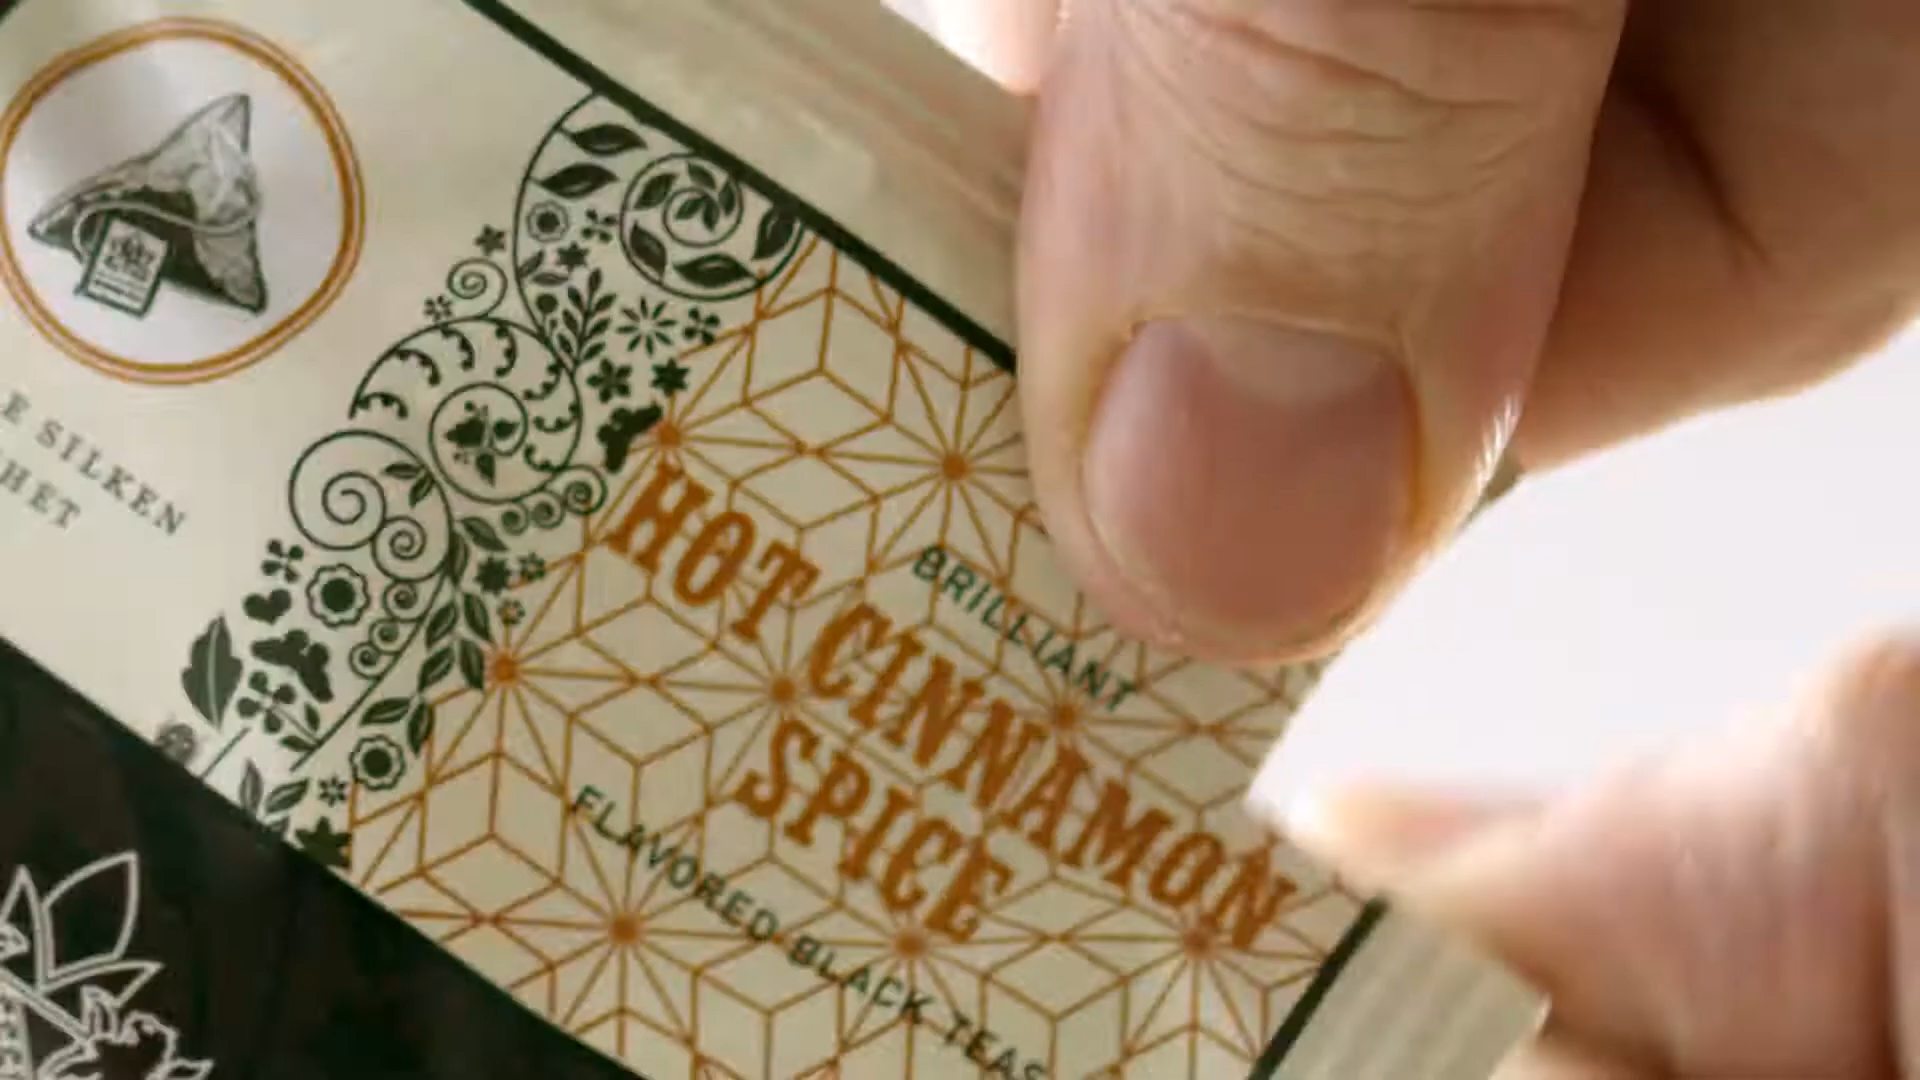 E SILKEN
HET
BRILLIANT
HOT CINNAMON
SPICE
FLAVORED BLACK TEAS